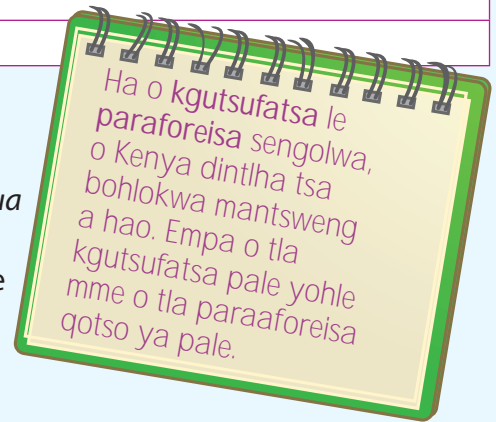 Ha o kgutsufatsa le
paraforeisa sengolwa,
o Kenya dintlha tsa
bohlokwa mantsweng
a hao. Empa o tla
kgutsufatsa pale yohle
mme o tla paraaforeisa
qotso ya pale.